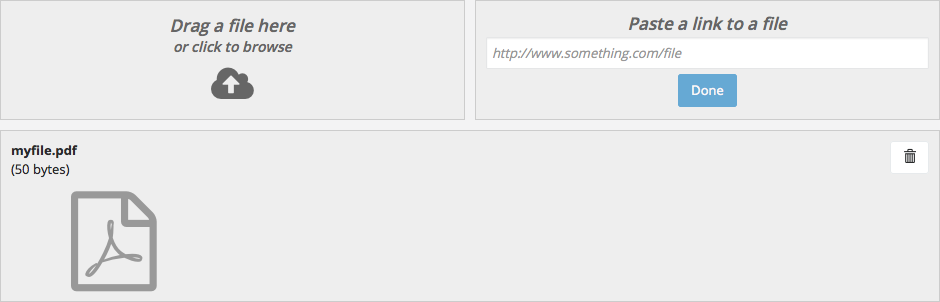 Drag a file here
or click to browse
Paste a link to a file
http://www.something.com/file
Done
myfile.pdf
(50 bytes)